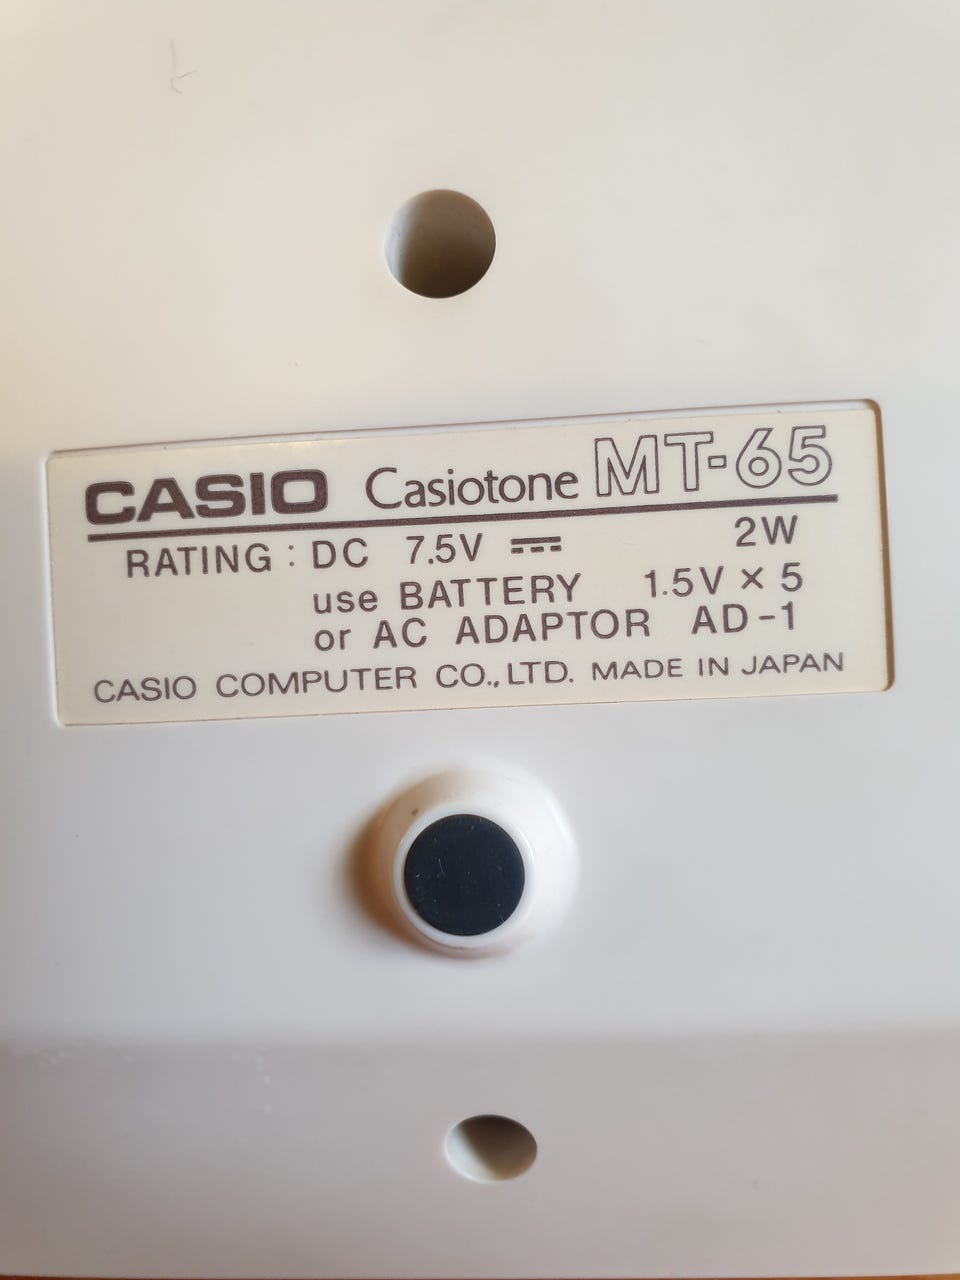 CASIO Casiotone MT-65
RATING : DC 7.5V ⎓ 2W
use BATTERY 1.5V × 5
or AC ADAPTOR AD-1
CASIO COMPUTER CO., LTD. MADE IN JAPAN